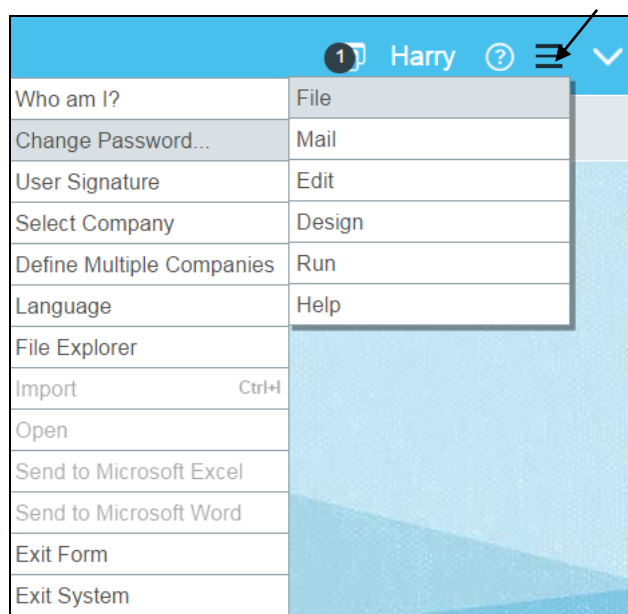 1 Harry ?
Who am I?
Change Password...
User Signature
Select Company
Define Multiple Companies
Language
File Explorer
Import Ctrl+I
Open
Send to Microsoft Excel
Send to Microsoft Word
Exit Form
Exit System
File
Mail
Edit
Design
Run
Help